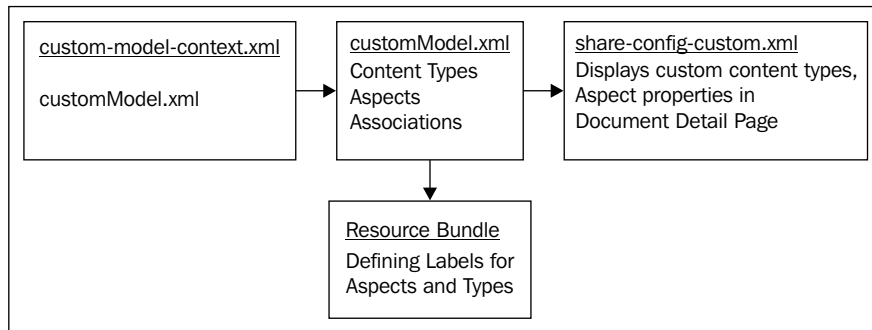 custom-model-context.xml
customModel.xml
customModel.xml
Content Types
Aspects
Associations
share-config-custom.xml
Displays custom content types,
Aspect properties in
Document Detail Page
Resource Bundle
Defining Labels for
Aspects and Types